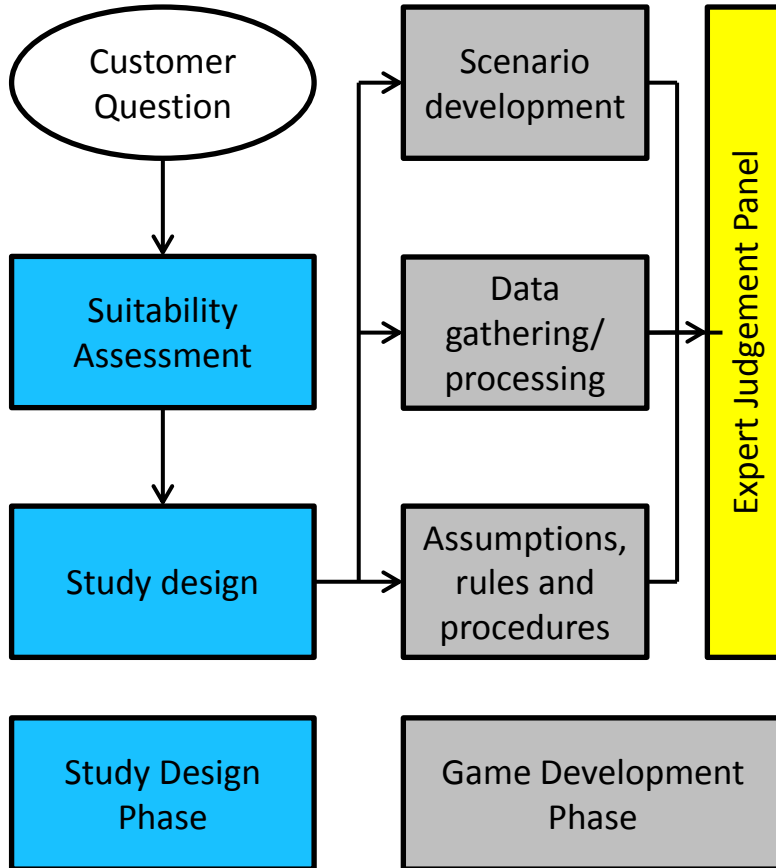 Customer
Question
Suitability
Assessment
Study design
Scenario
development
Data
gathering/
processing
Assumptions,
rules and
procedures
Expert Judgement Panel
Study Design
Phase
Game Development
Phase